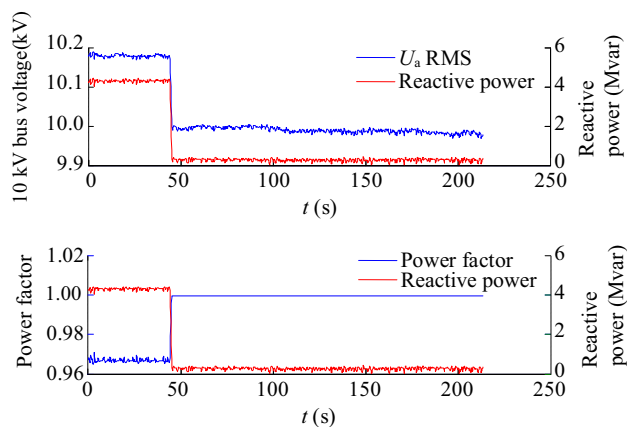 10 kV bus voltage(kV)
10.2
10.1
10.0
9.9
Ua RMS
Reactive power
6
4
2
0
Reactive
power (Mvar)
0
50
100
150
200
250
t (s)
Power factor
1.02
1.00
0.98
0.96
Power factor
Reactive power
6
4
2
0
Reactive
power (Mvar)
0
50
100
150
200
250
t (s)